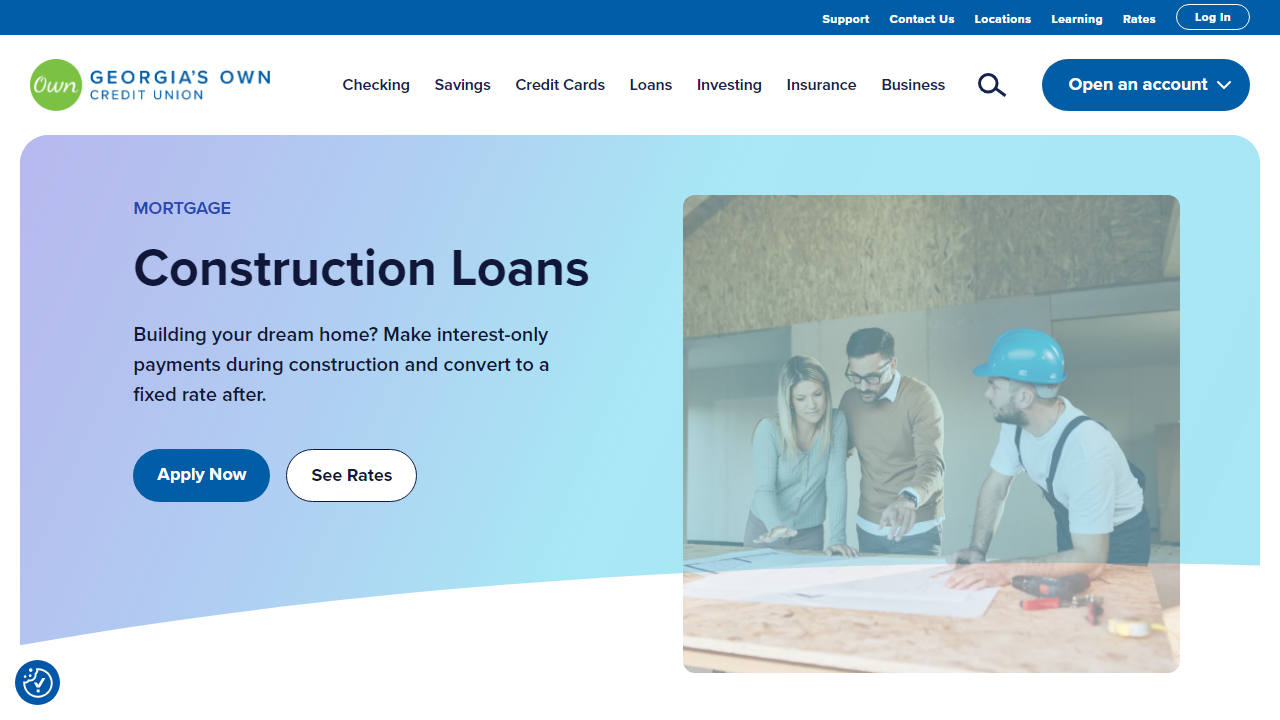 Support Contact Us Locations Learning Rates Log In
Own GEORGIA'S OWN
CREDIT UNION
Checking Savings Credit Cards Loans Investing Insurance Business Open an account
MORTGAGE
Construction Loans
Building your dream home? Make interest-only
payments during construction and convert to a
fixed rate after.
Apply Now See Rates